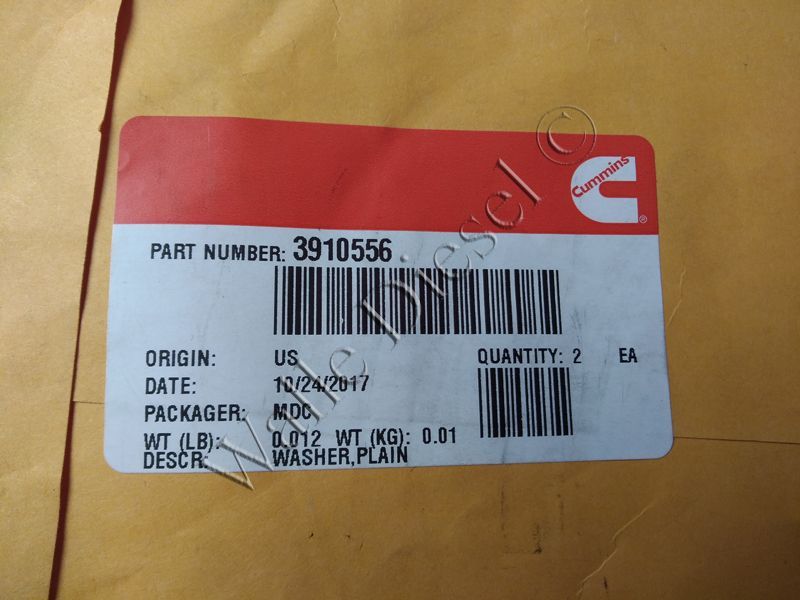 Cummins
®
PART NUMBER: 3910556
ORIGIN: US QUANTITY: 2 EA
DATE: 10/24/2017
PACKAGER: MDC
WT (LB): 0.012 WT (KG): 0.01
DESCR: WASHER,PLAIN
Walle Diesel ©